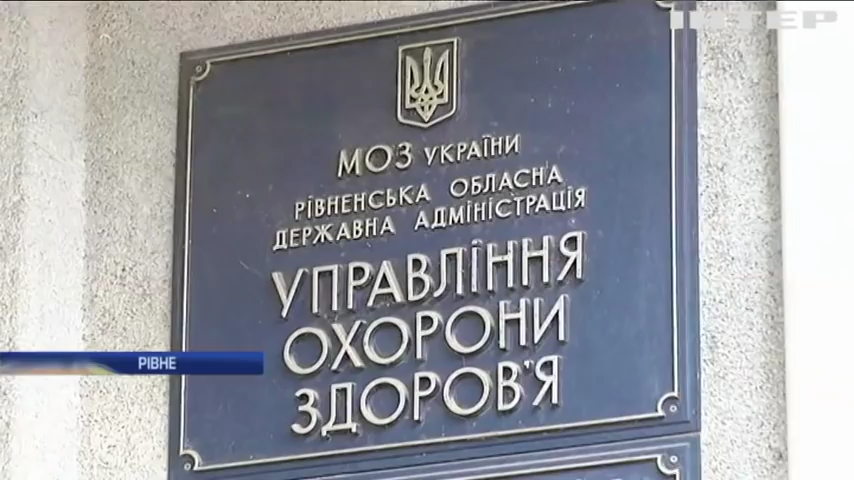 ІНТЕР
МОЗ УКРАЇНИ
РІВНЕНСЬКА ОБЛАСНА
ДЕРЖАВНА АДМІНІСТРАЦІЯ
УПРАВЛІННЯ
ОХОРОНИ
ЗДОРОВ'Я
РІВНЕ